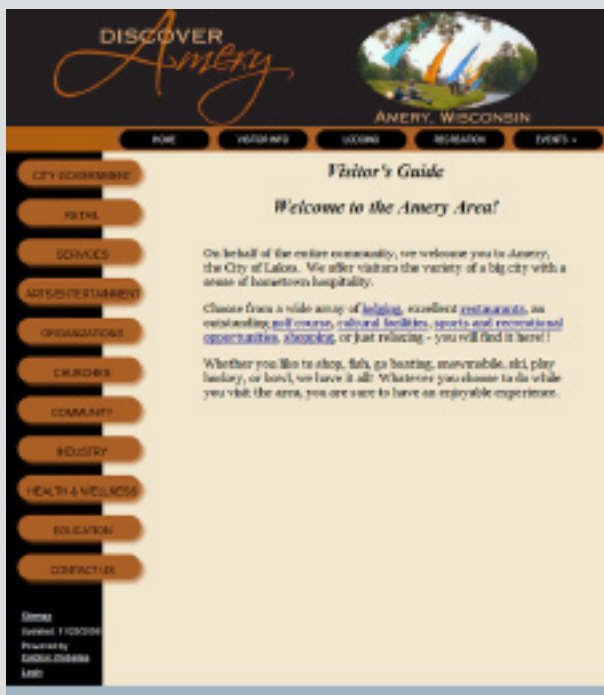 DISCOVER
Amery
AMERY, WISCONSIN
HOME
VISITOR INFO
LODGING
RECREATION
EVENTS »
CITY GOVERNMENT
RETAIL
SERVICES
ARTS/ENTERTAINMENT
ORGANIZATIONS
CHURCHES
COMMUNITY
INDUSTRY
HEALTH & WELLNESS
EDUCATION
CONTACT US
Sitemap
Updated:
Powered by
Websites
Login
Visitor's Guide
Welcome to the Amery Area!
On behalf of the entire community, we welcome you to Amery,
the City of Lakes. We offer visitors the variety of a big city with a
sense of hometown hospitality.
Choose from a wide array of lodging, excellent restaurants, an
outstanding golf course, cultural facilities, sports and recreational
opportunities, shopping, or just relaxing - you will find it here!!
Whether you like to shop, fish, go boating, snowmobile, ski, play
hockey, or bowl, we have it all! Whatever you choose to do while
you visit the area, you are sure to have an enjoyable experience.